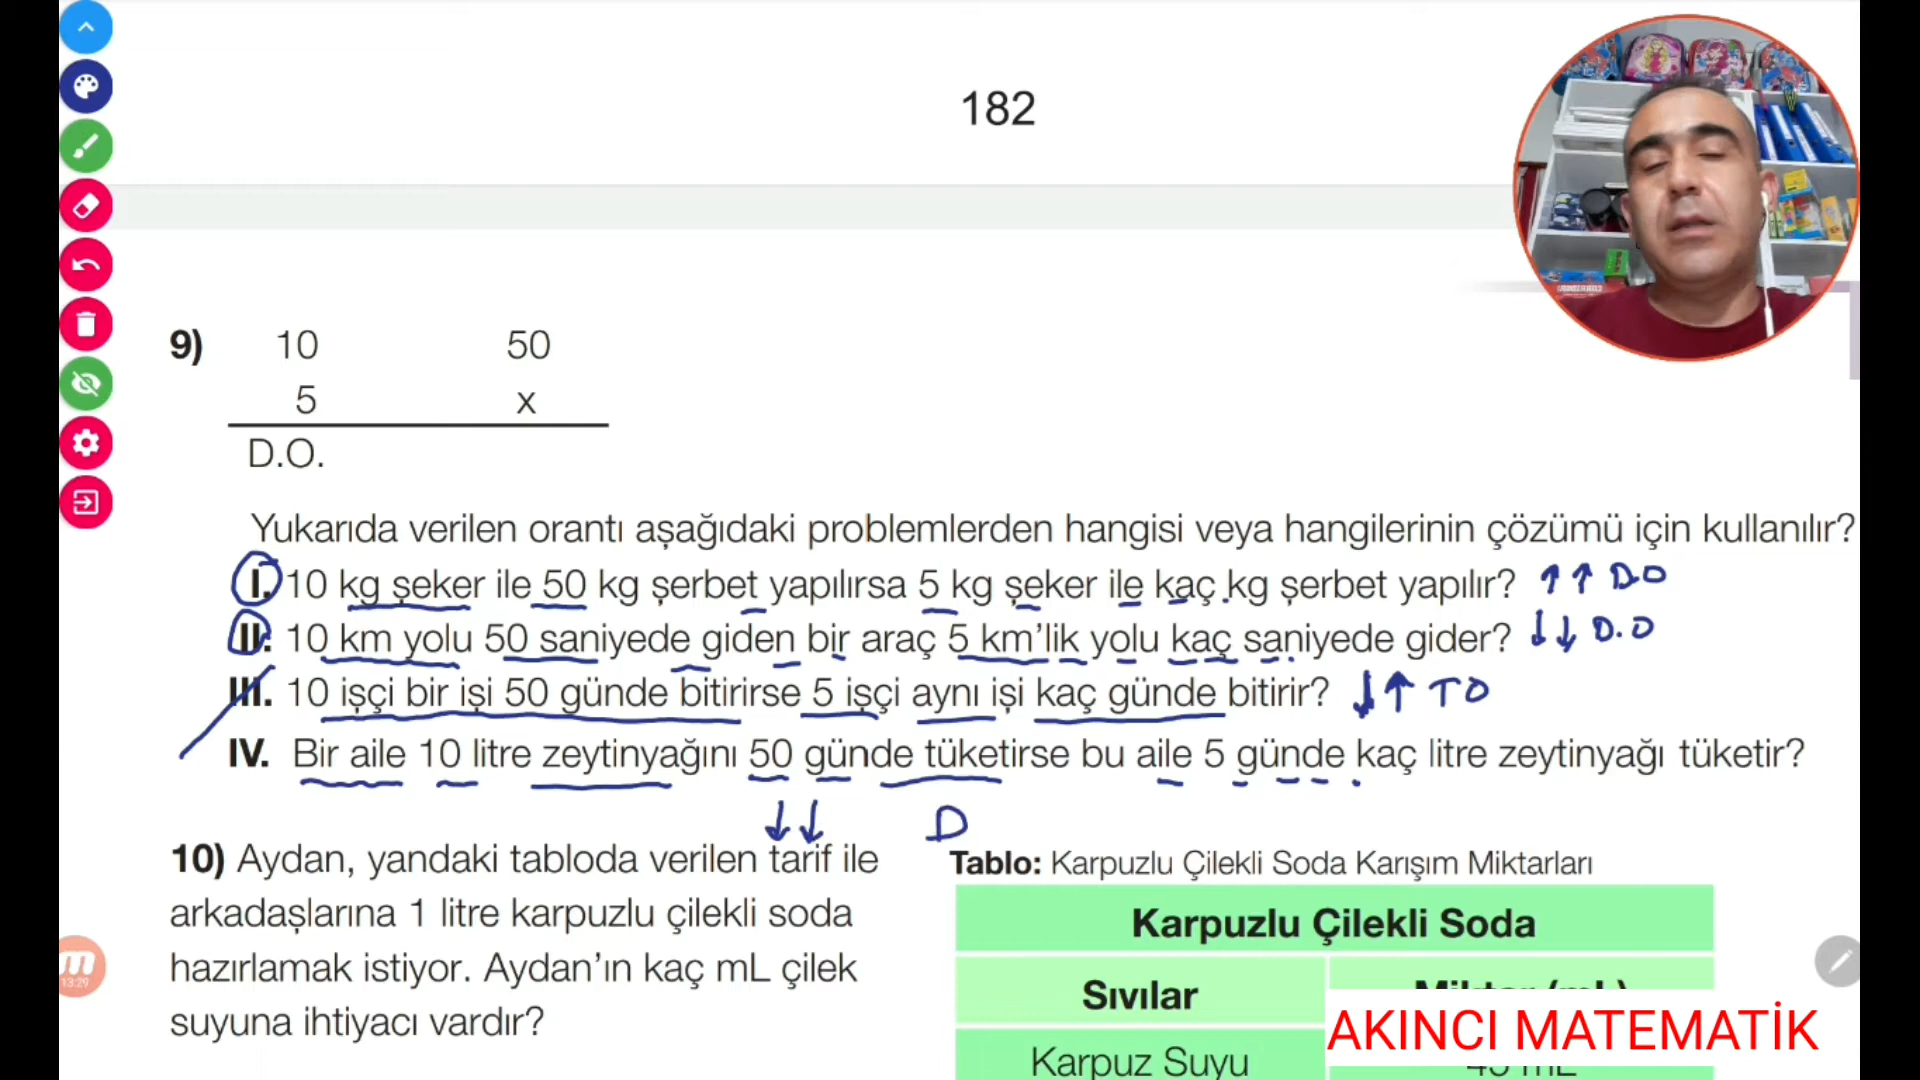 182
9) 10 50
5 x
D.O.
Yukarıda verilen orantı aşağıdaki problemlerden hangisi veya hangilerinin çözümü için kullanılır?
I. 10 kg şeker ile 50 kg şerbet yapılırsa 5 kg şeker ile kaç kg şerbet yapılır? ↑↑ D.O
II. 10 km yolu 50 saniyede giden bir araç 5 km'lik yolu kaç saniyede gider? ↓↓ D.O
III. 10 işçi bir işi 50 günde bitirirse 5 işçi aynı işi kaç günde bitirir? ↓↑ TO
IV. Bir aile 10 litre zeytinyağını 50 günde tüketirse bu aile 5 günde kaç litre zeytinyağı tüketir?
↓↓ D
10) Aydan, yandaki tabloda verilen tarif ile
arkadaşlarına 1 litre karpuzlu çilekli soda
hazırlamak istiyor. Aydan'ın kaç mL çilek
suyuna ihtiyacı vardır?
Tablo: Karpuzlu Çilekli Soda Karışım Miktarları
Karpuzlu Çilekli Soda
Sıvılar
Karpuz Suyu
AKINCI MATEMATİK
13:29